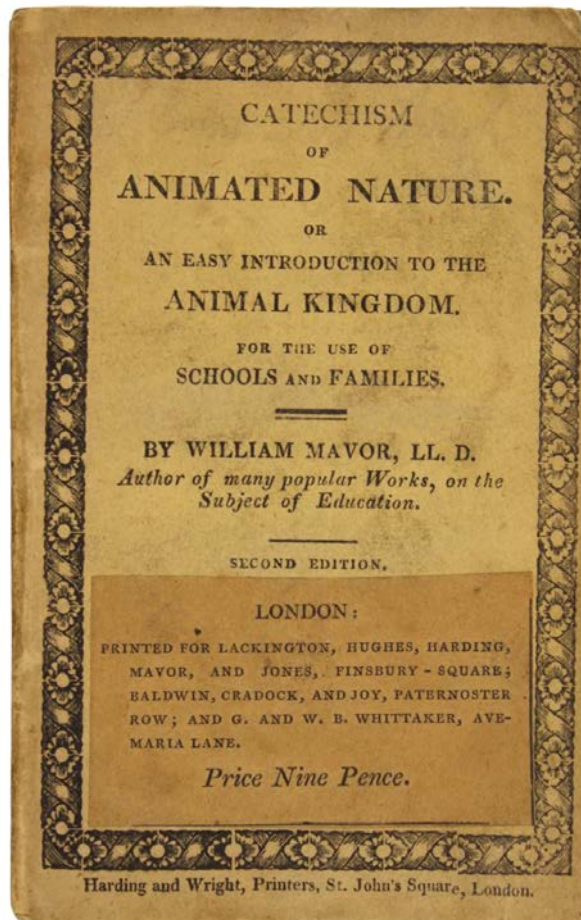 CATECHISM
OF
ANIMATED NATURE.
OR
AN EASY INTRODUCTION TO THE
ANIMAL KINGDOM.
FOR THE USE OF
SCHOOLS AND FAMILIES.
BY WILLIAM MAVOR, LL. D.
Author of many popular Works, on the
Subject of Education.
SECOND EDITION.
LONDON:
PRINTED FOR LACKINGTON, HUGHES, HARDING,
MAVOR, AND JONES, FINSBURY-SQUARE;
BALDWIN, CRADOCK, AND JOY, PATERNOSTER
ROW; AND G. AND W. B. WHITTAKER, AVE-
MARIA LANE.
Price Nine Pence.
Harding and Wright, Printers, St. John's Square, London.